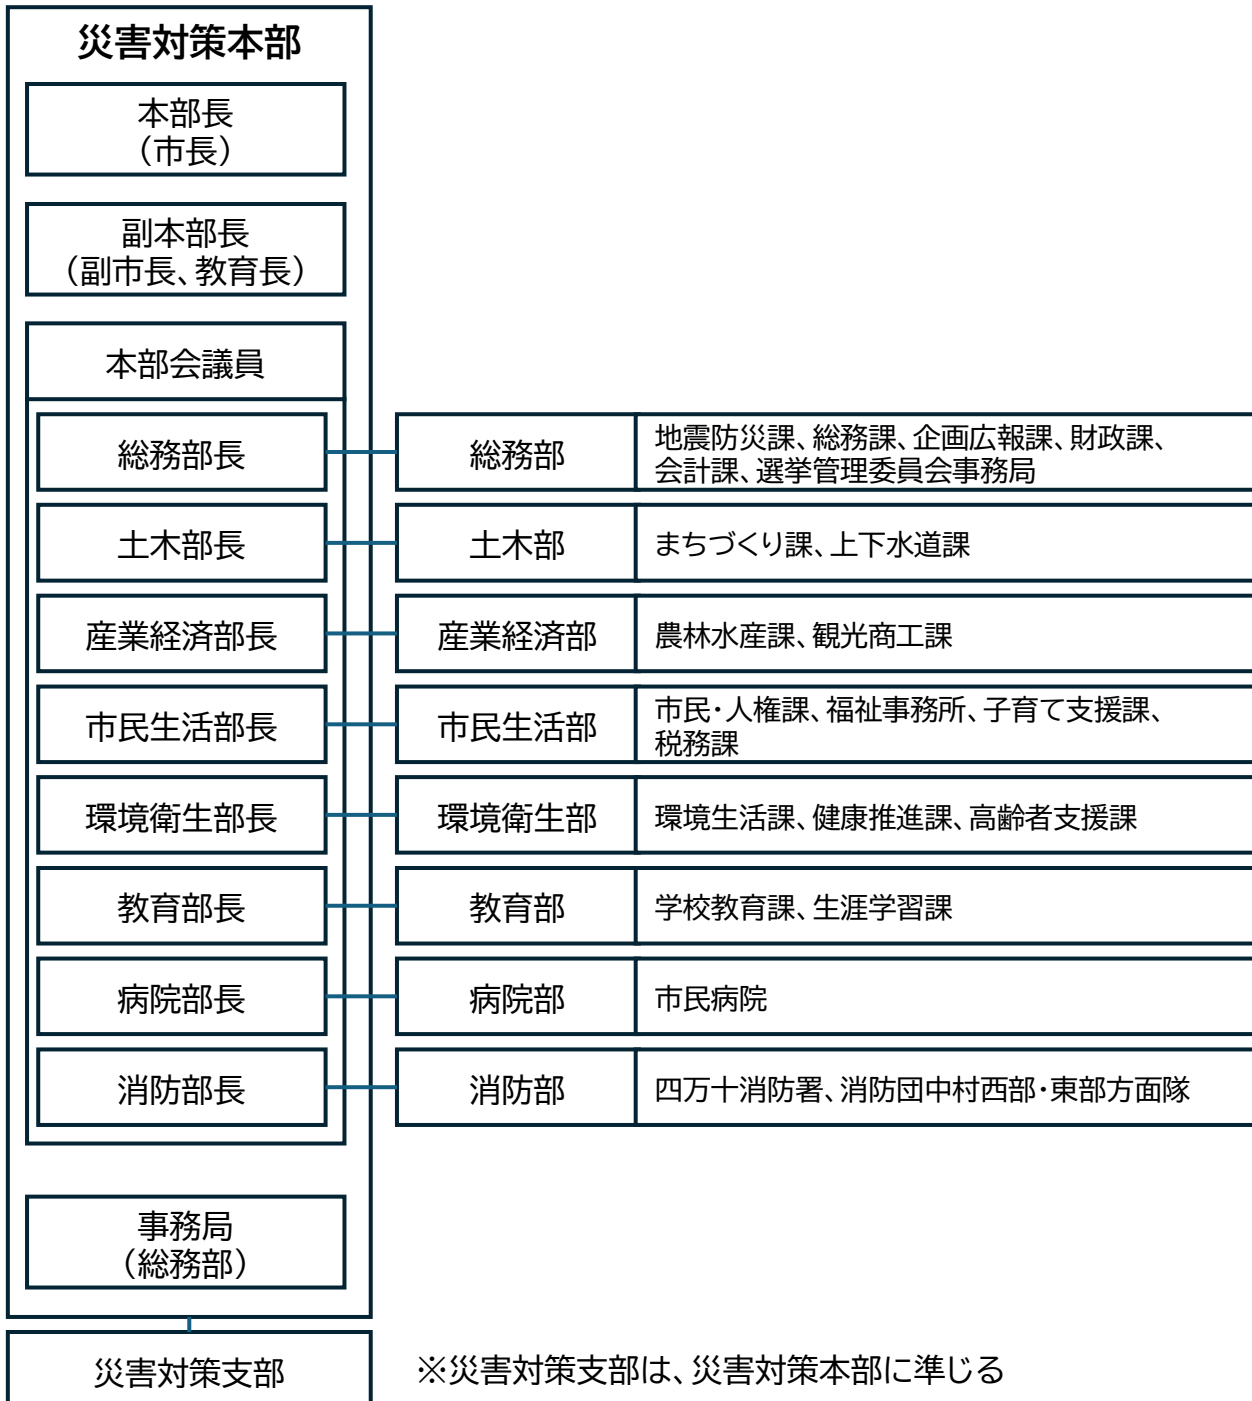 災害対策本部
本部長
（市長）
副本部長
（副市長、教育長）
本部会議員
総務部長
総務部
地震防災課、総務課、企画広報課、財政課、
会計課、選挙管理委員会事務局
土木部長
土木部
まちづくり課、上下水道課
産業経済部長
産業経済部
農林水産課、観光商工課
市民生活部長
市民生活部
市民・人権課、福祉事務所、子育て支援課、
税務課
環境衛生部長
環境衛生部
環境生活課、健康推進課、高齢者支援課
教育部長
教育部
学校教育課、生涯学習課
病院部長
病院部
市民病院
消防部長
消防部
四万十消防署、消防団中村西部・東部方面隊
事務局
（総務部）
災害対策支部
※災害対策支部は、災害対策本部に準じる